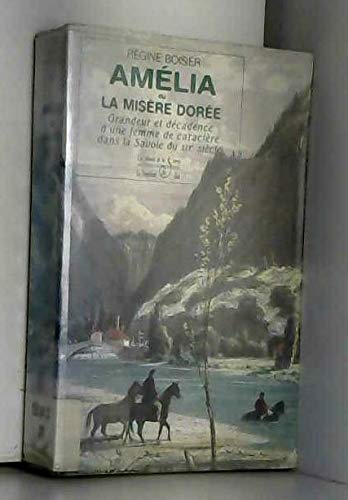 RÉGINE BOISIER
AMÉLIA
ou
LA MISÈRE DORÉE
Grandeur et décadence
d'une femme de caractère
dans la Savoie du XIXe siècle